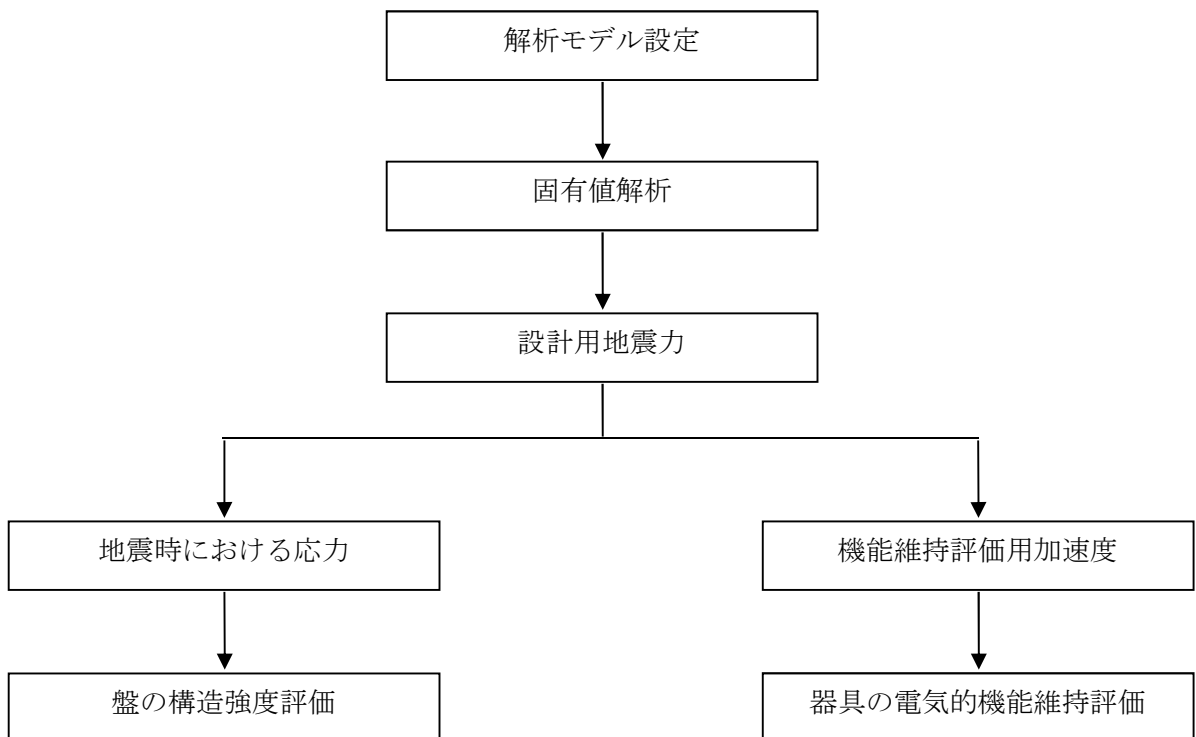 解析モデル設定
固有値解析
設計用地震力
地震時における応力
機能維持評価用加速度
盤の構造強度評価
器具の電気的機能維持評価